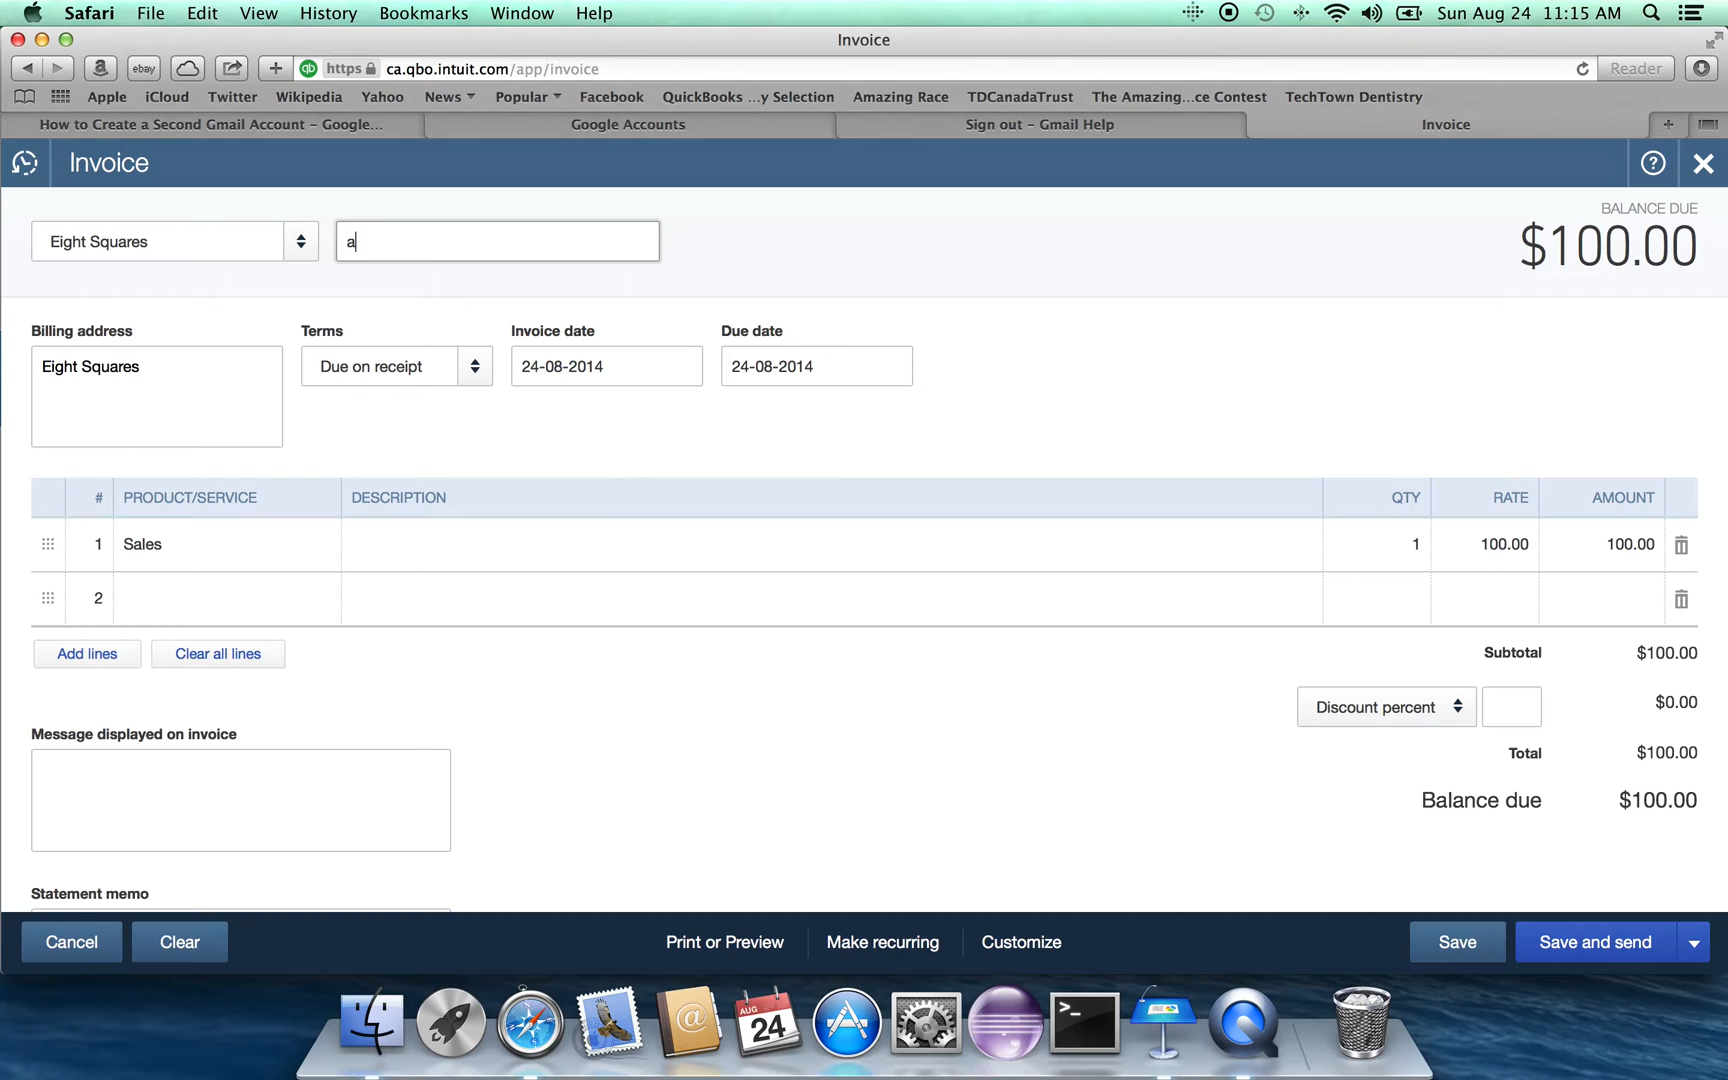 Safari File Edit View History Bookmarks Window Help Sun Aug 24 11:15 AM
Invoice
a ebay + qb https ca.qbo.intuit.com/app/invoice Reader
Apple iCloud Twitter Wikipedia Yahoo News Popular Facebook QuickBooks ...y Selection Amazing Race TDCanadaTrust The Amazing...ce Contest TechTown Dentistry
How to Create a Second Gmail Account – Google... Google Accounts Sign out – Gmail Help Invoice +
Invoice ?
BALANCE DUE
Eight Squares a $100.00
Billing address Terms Invoice date Due date
Eight Squares Due on receipt 24-08-2014 24-08-2014
# PRODUCT/SERVICE DESCRIPTION QTY RATE AMOUNT
1 Sales 1 100.00 100.00
2
Add lines Clear all lines Subtotal $100.00
Discount percent $0.00
Message displayed on invoice Total $100.00
Balance due $100.00
Statement memo
Cancel Clear Print or Preview Make recurring Customize Save Save and send
@ AUG 24 >_